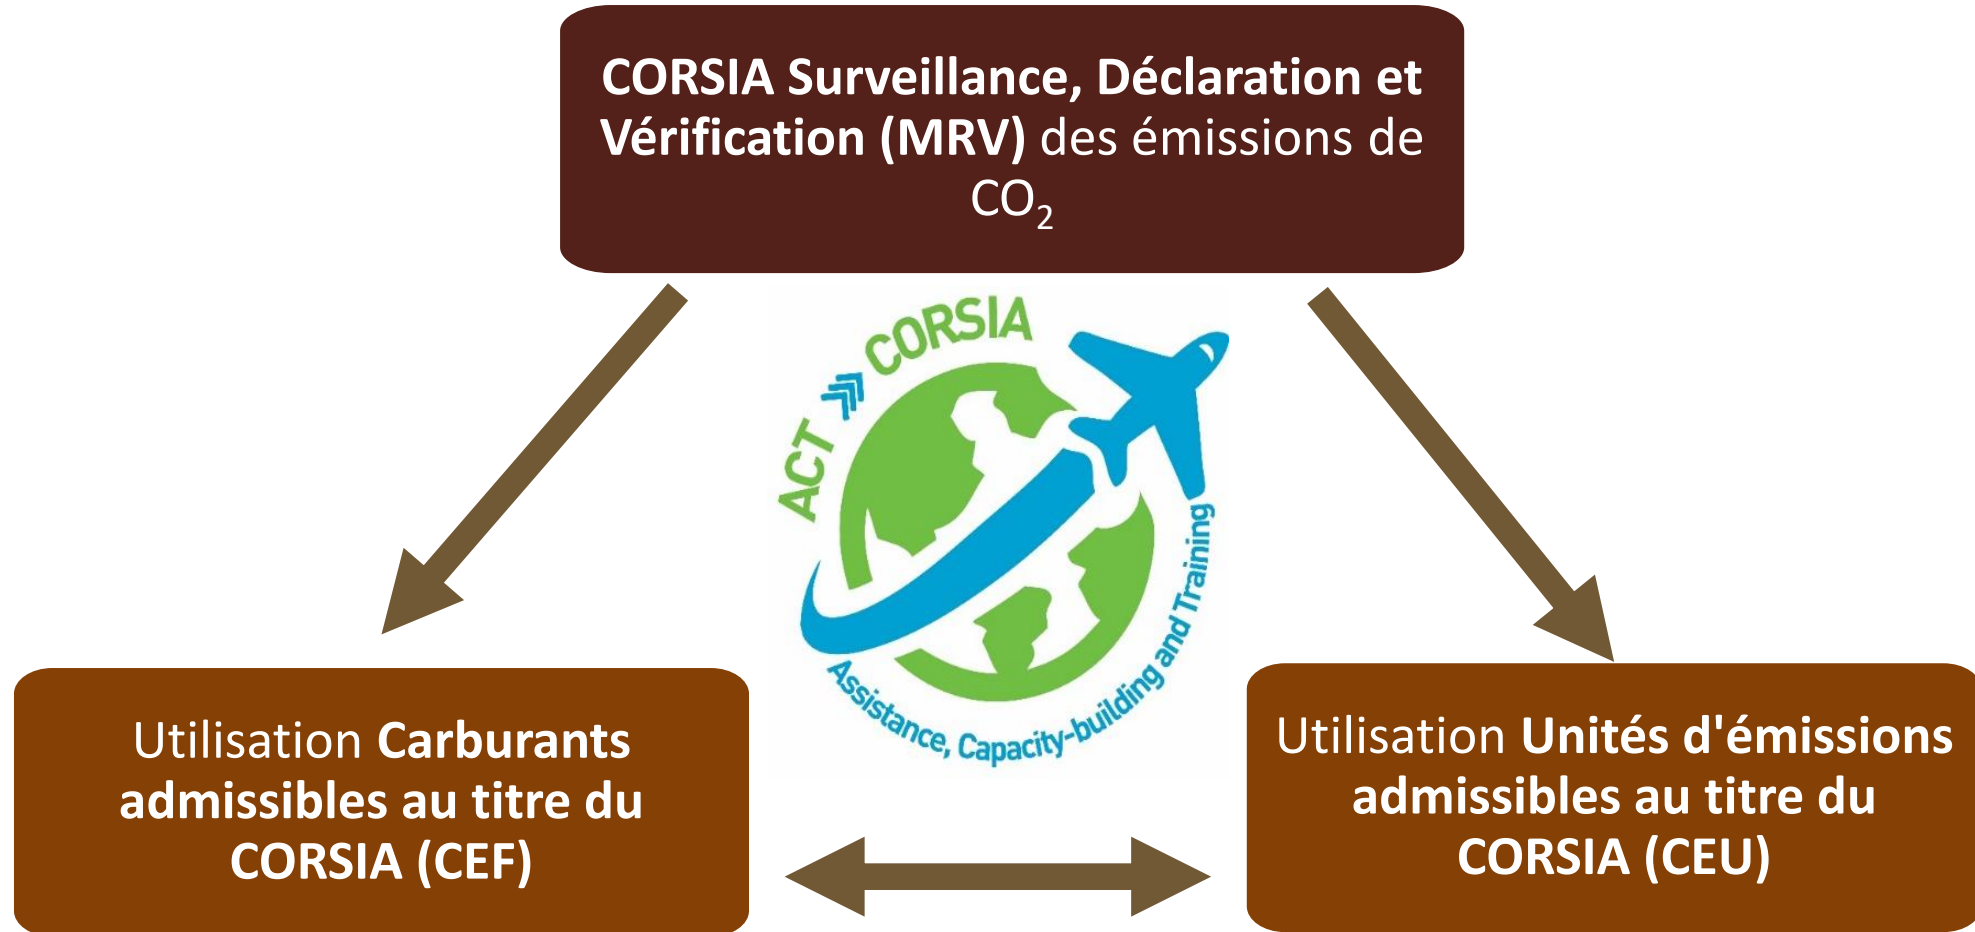 CORSIA Surveillance, Déclaration et
Vérification (MRV) des émissions de
CO₂
ACT CORSIA
Assistance, Capacity-building and Training
Utilisation Carburants
admissibles au titre du
CORSIA (CEF)
Utilisation Unités d'émissions
admissibles au titre du
CORSIA (CEU)